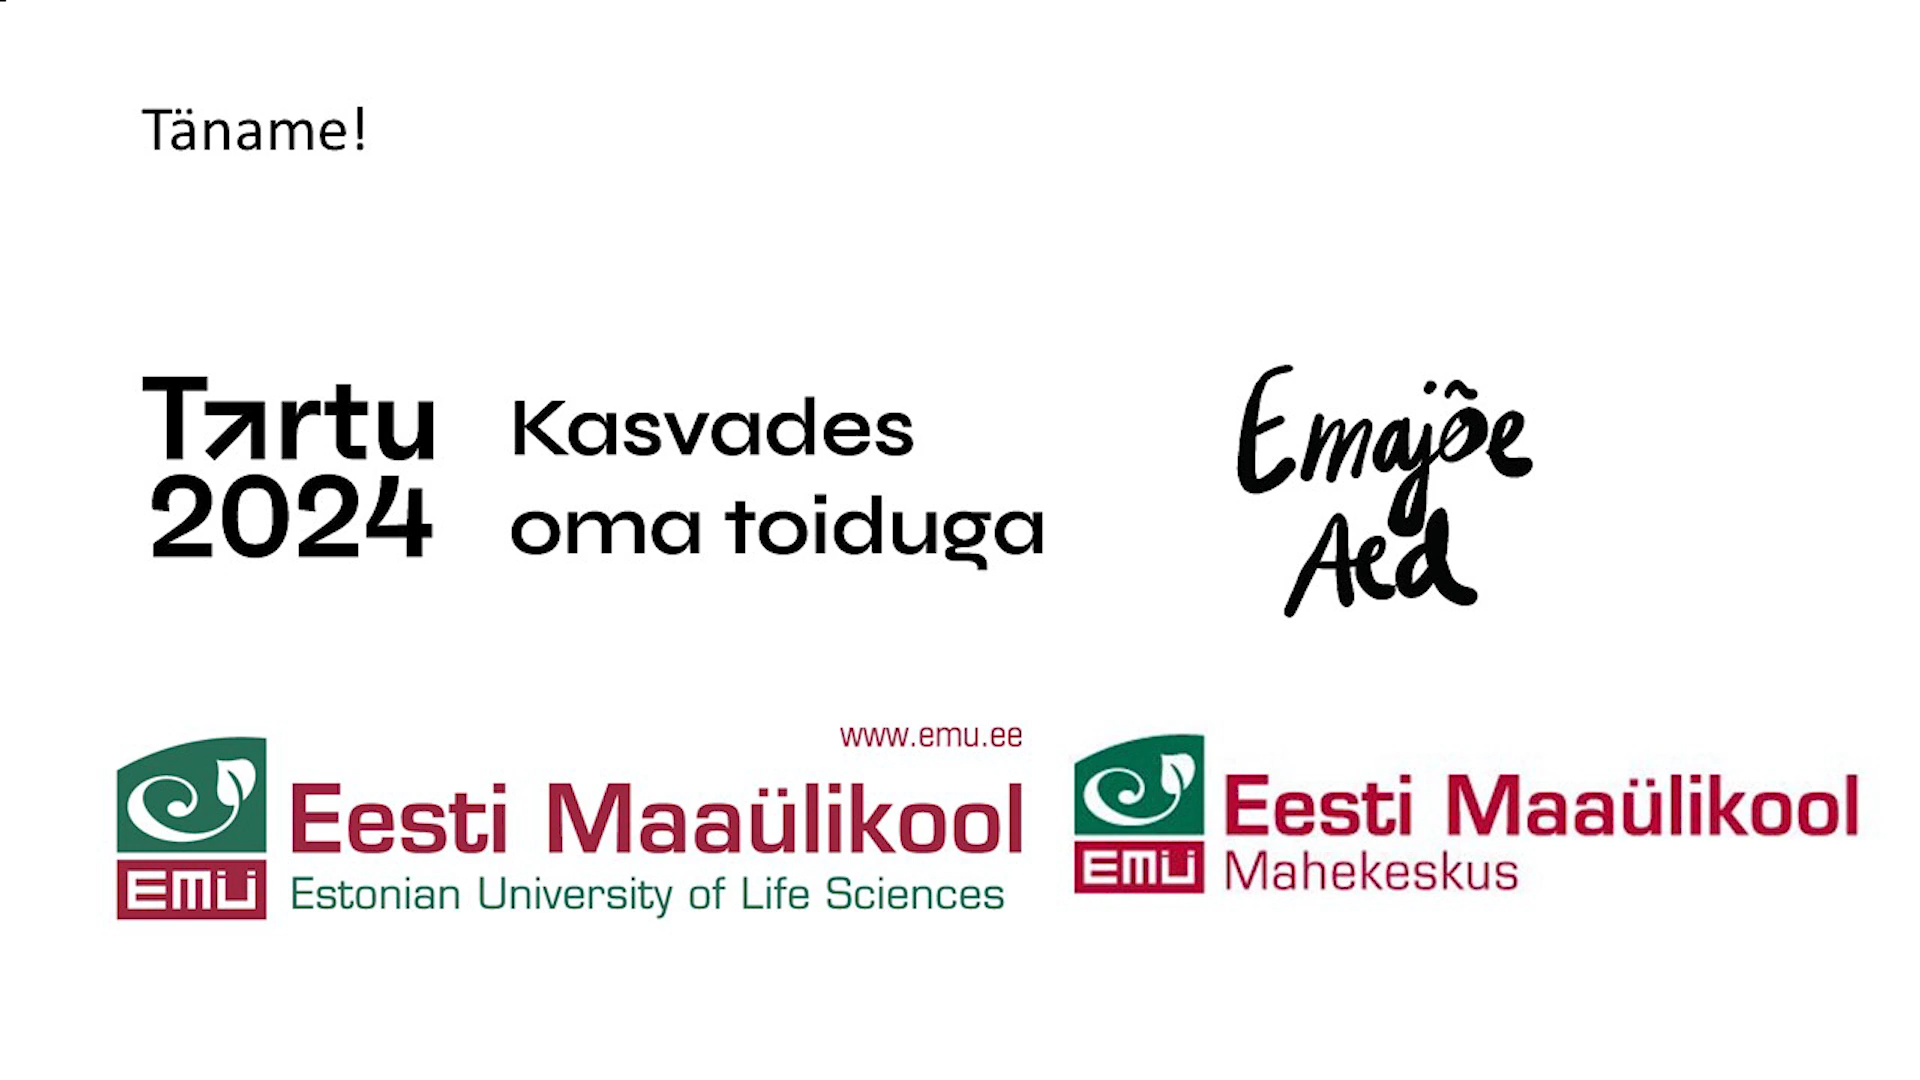 Täname!
Tartu
2024
Kasvades
oma toiduga
Emajõe
Aed
www.emu.ee
Eesti Maaülikool
EMÜ
Estonian University of Life Sciences
Eesti Maaülikool
EMÜ
Mahekeskus